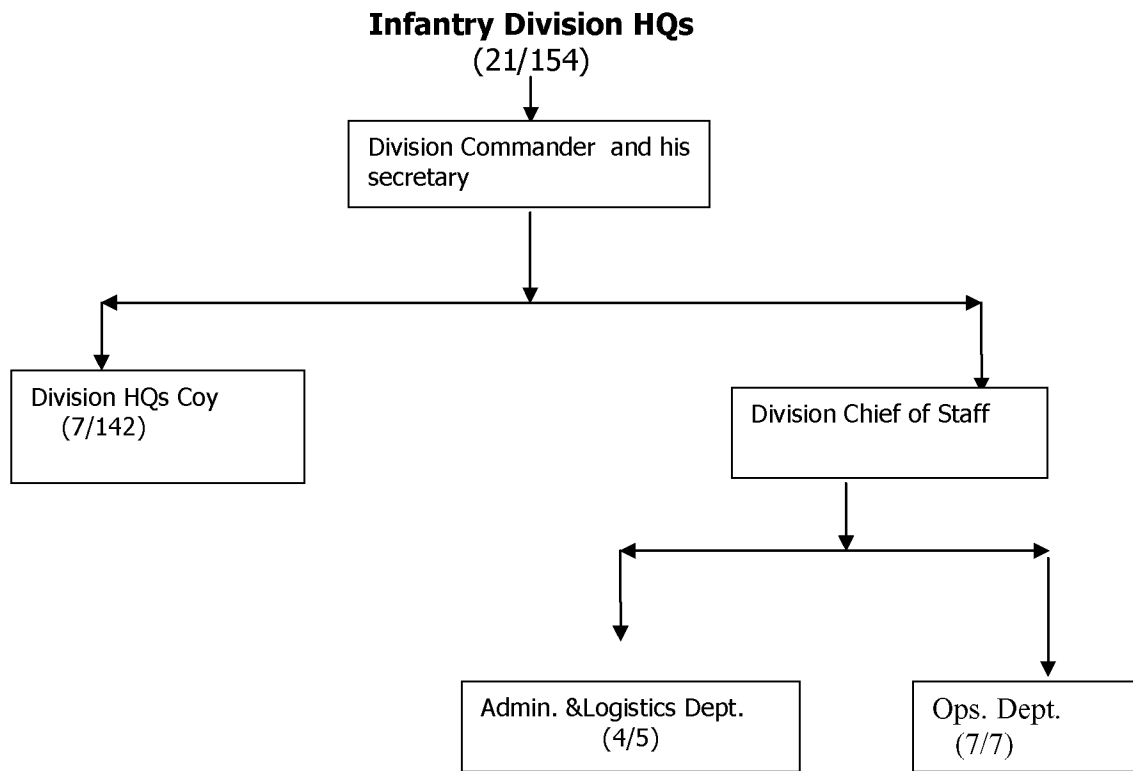 Infantry Division HQs
(21/154)
Division Commander  and his
secretary
Division HQs Coy
(7/142)
Division Chief of Staff
Admin. &Logistics Dept.
(4/5)
Ops. Dept.
(7/7)